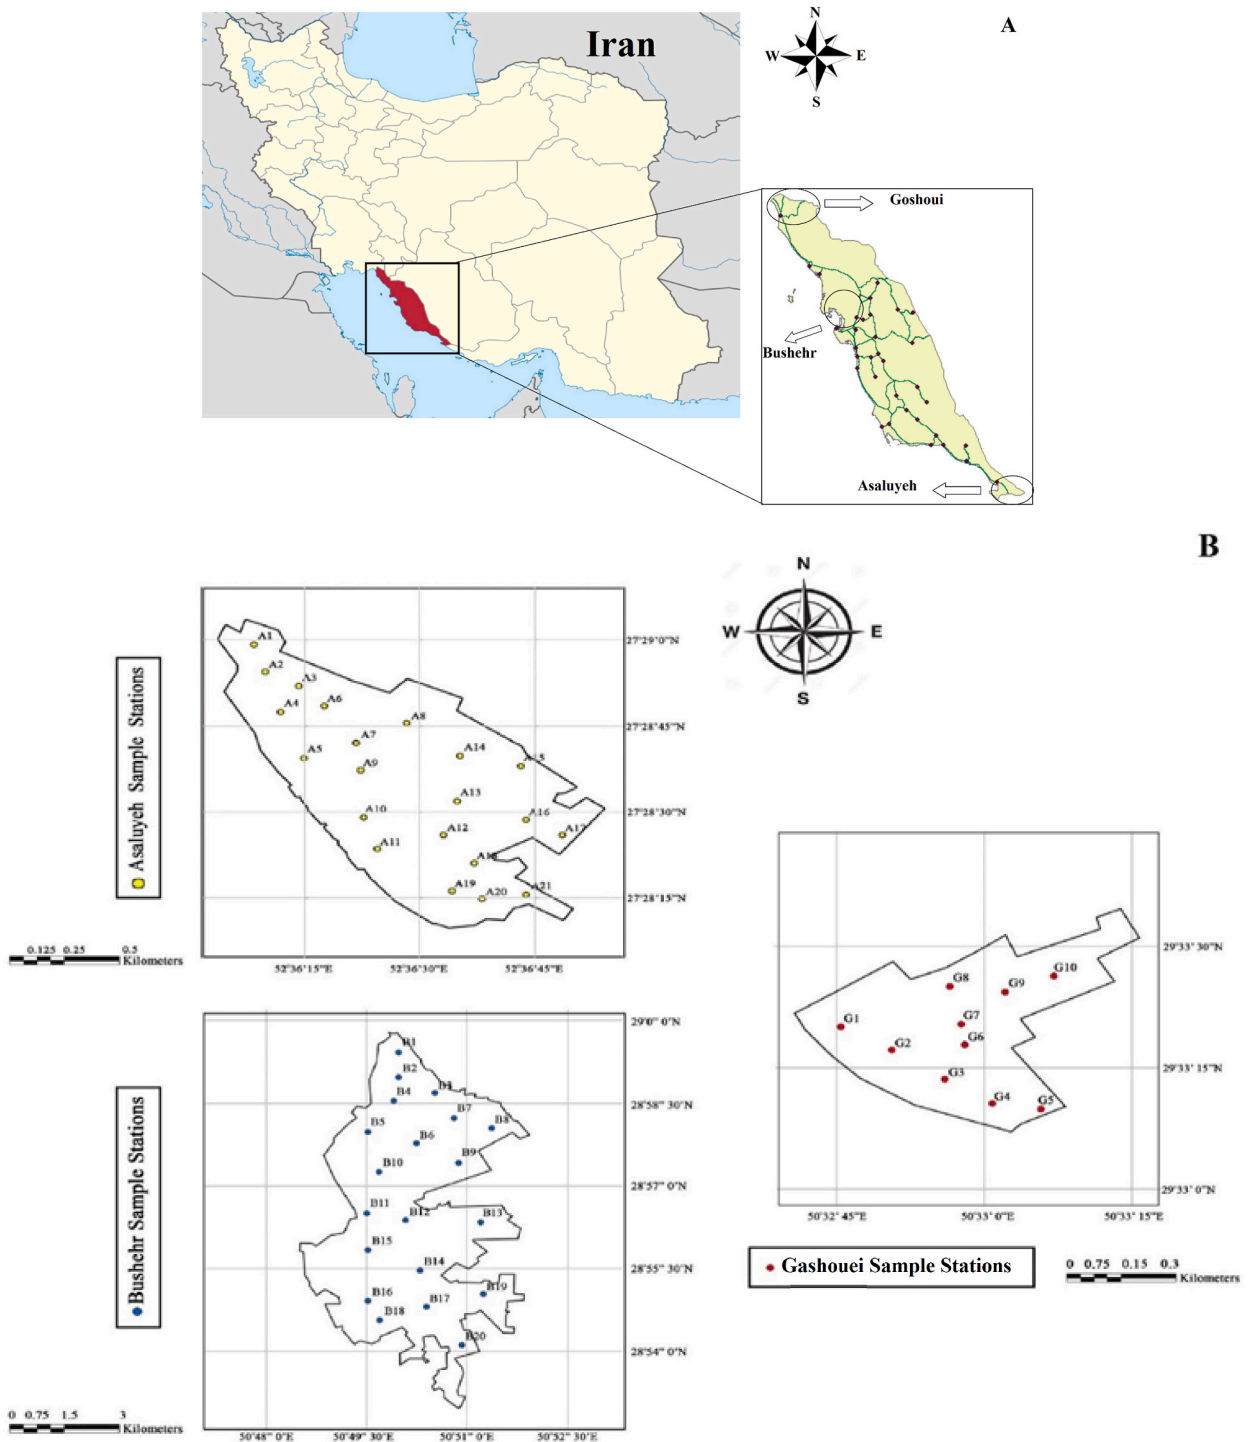 Iran
A
N
W E
S
Goshoui
Bushehr
Asaluyeh
B
N
W E
S
Asaluyeh Sample Stations
A1
A2
A3
A4
A6
A8
A7
A5
A9
A14
A15
A13
A10
A16
A12
A17
A11
A18
A19
A20
A21
27°29'0"N
27°28'45"N
27°28'30"N
27°28'15"N
52°36'15"E
52°36'30"E
52°36'45"E
0.125 0.25 0.5
Kilometers
Bushehr Sample Stations
B1
B2
B3
B4
B7
B8
B5
B6
B9
B10
B11
B12
B13
B15
B14
B19
B16
B17
B18
B20
29'0' 0"N
28°58'' 30"N
28°57'' 0"N
28°55'' 30"N
28°54'' 0"N
50°48' 0"E
50°49' 30"E
50°51' 0"E
50°52' 30"E
0 0.75 1.5 3
Kilometers
G10
G8
G9
G1
G7
G6
G2
G3
G4
G5
29°33' 30"N
29°33' 15"N
29°33' 0"N
50°32' 45"E
50°33' 0"E
50°33' 15"E
Gashouei Sample Stations
0 0.75 0.15 0.3
Kilometers